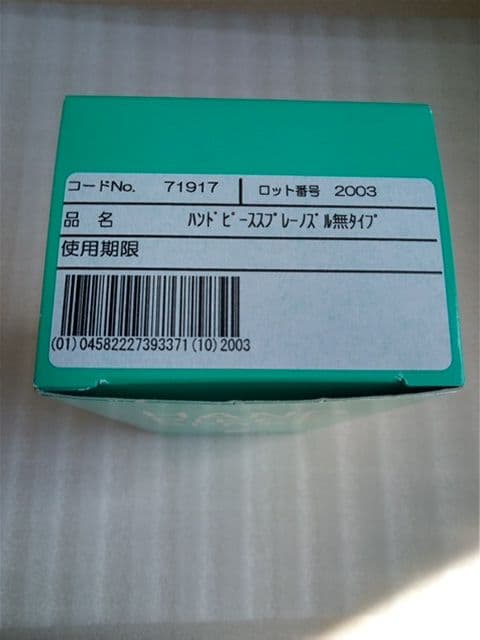 コードNo. 71917 ロット番号 2003
品 名 ﾊﾝﾄﾞﾋﾟｰｽｽﾌﾟﾚｰﾉｽﾞﾙ無ﾀｲﾌﾟ
使用期限
(01)04582227393371(10)2003